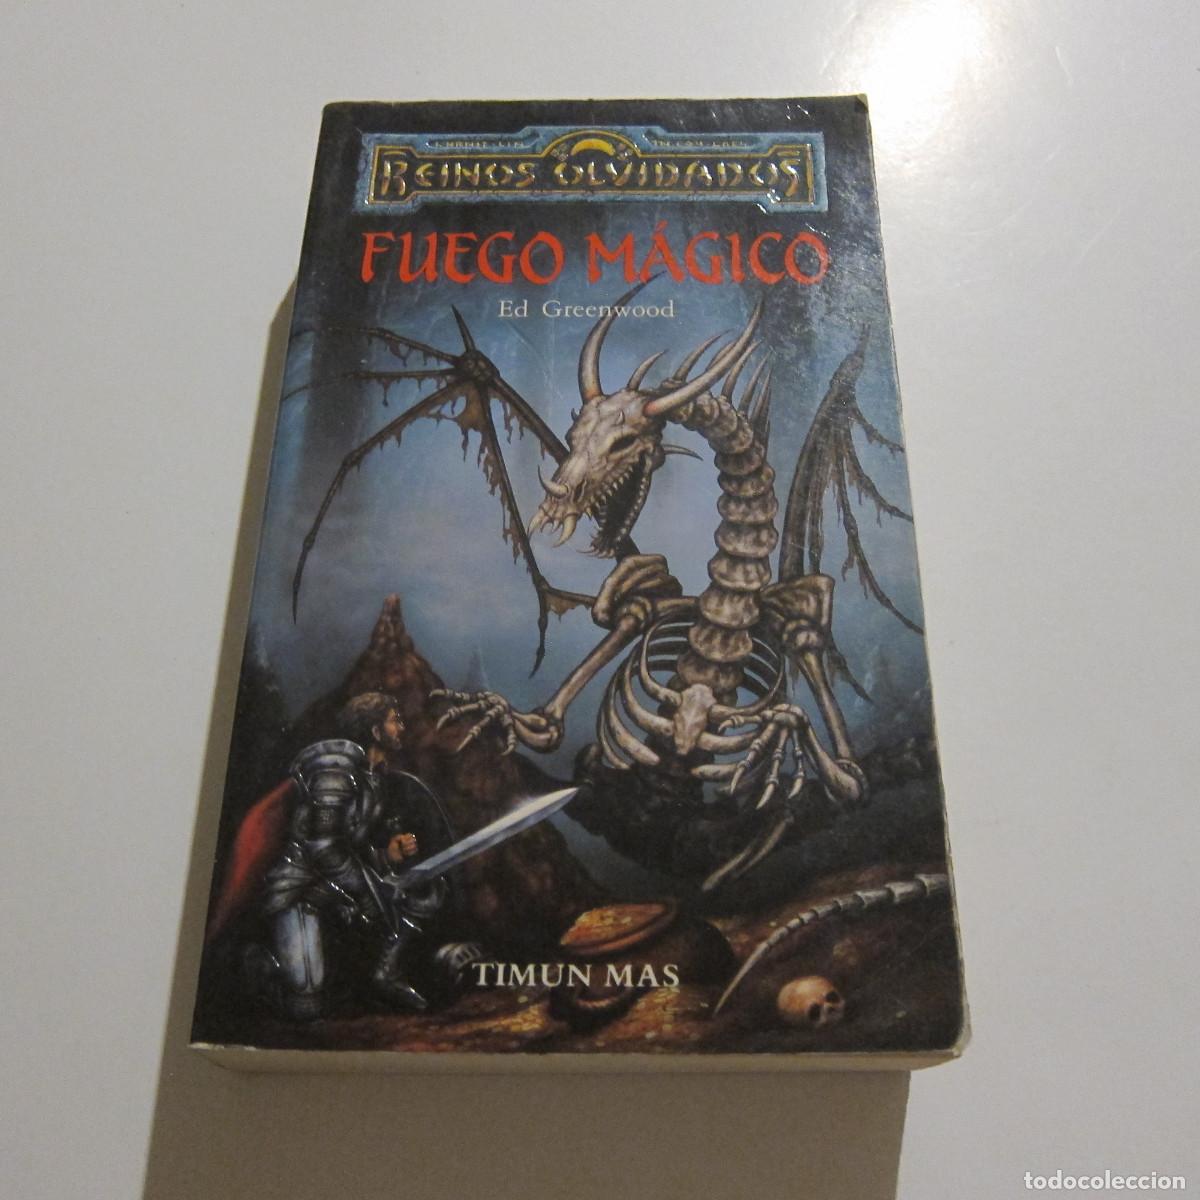 REINOS OLVIDADOS
FUEGO MÁGICO
Ed Greenwood
TIMUN MAS
todocoleccion